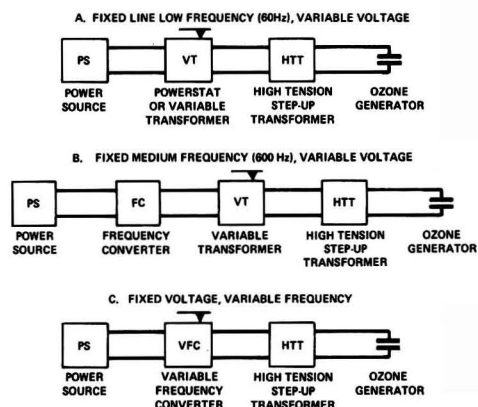 A. FIXED LINE LOW FREQUENCY (60Hz), VARIABLE VOLTAGE
PS VT HTT
POWER SOURCE
POWERSTAT OR VARIABLE TRANSFORMER
HIGH TENSION STEP-UP TRANSFORMER
OZONE GENERATOR
B. FIXED MEDIUM FREQUENCY (600 Hz), VARIABLE VOLTAGE
PS FC VT HTT
POWER SOURCE
FREQUENCY CONVERTER
VARIABLE TRANSFORMER
HIGH TENSION STEP-UP TRANSFORMER
OZONE GENERATOR
C. FIXED VOLTAGE, VARIABLE FREQUENCY
PS VFC HTT
POWER SOURCE
VARIABLE FREQUENCY CONVERTER
HIGH TENSION STEP-UP TRANSFORMER
OZONE GENERATOR